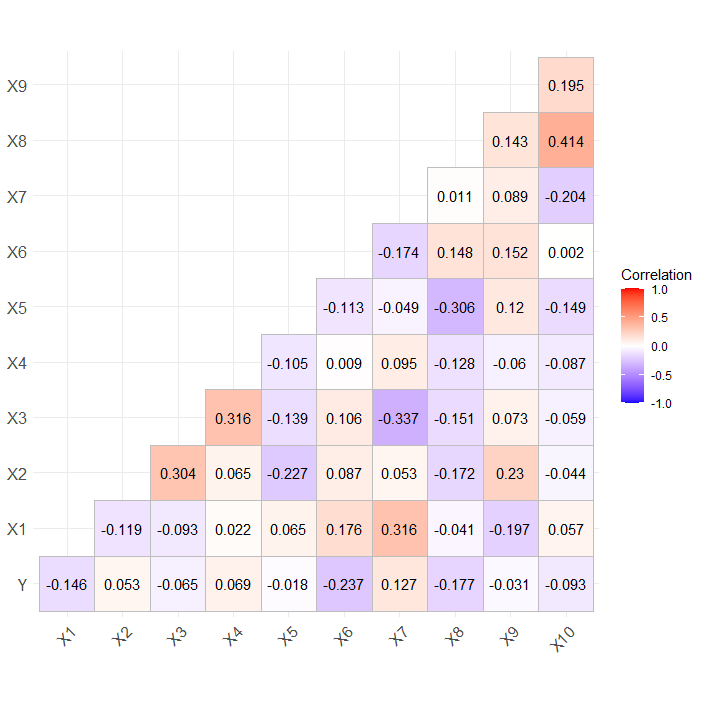 X9 0.195
X8 0.143 0.414
X7 0.011 0.089 -0.204
X6 -0.174 0.148 0.152 0.002
Correlation
X5 -0.113 -0.049 -0.306 0.12 -0.149
1.0
0.5
0.0
-0.5
-1.0
X4 -0.105 0.009 0.095 -0.128 -0.06 -0.087
X3 0.316 -0.139 0.106 -0.337 -0.151 0.073 -0.059
X2 0.304 0.065 -0.227 0.087 0.053 -0.172 0.23 -0.044
X1 -0.119 -0.093 0.022 0.065 0.176 0.316 -0.041 -0.197 0.057
Y -0.146 0.053 -0.065 0.069 -0.018 -0.237 0.127 -0.177 -0.031 -0.093
X1 X2 X3 X4 X5 X6 X7 X8 X9 X10